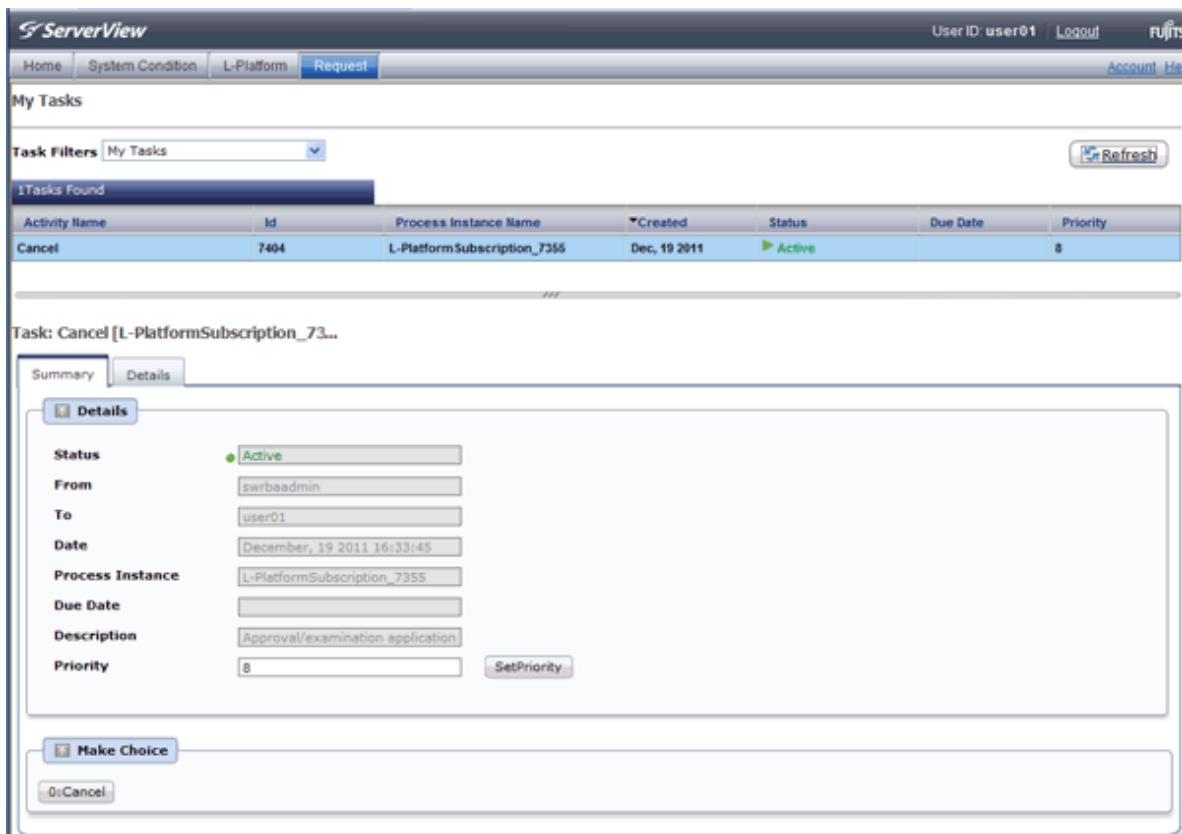 ServerView User ID: user01 Logout
Home System Condition L-Platform Request Account
My Tasks
Task Filters My Tasks Refresh
1Tasks Found
Activity Name Id Process Instance Name Created Status Due Date Priority
Cancel 7404 L-PlatformSubscription_7355 Dec, 19 2011 Active 8
Task: Cancel [L-PlatformSubscription_73...
Summary Details
Details
Status Active
From swrbaadmin
To user01
Date December, 19 2011 16:33:45
Process Instance L-PlatformSubscription_7355
Due Date
Description Approval/examination application
Priority 8 SetPriority
Make Choice
0:Cancel